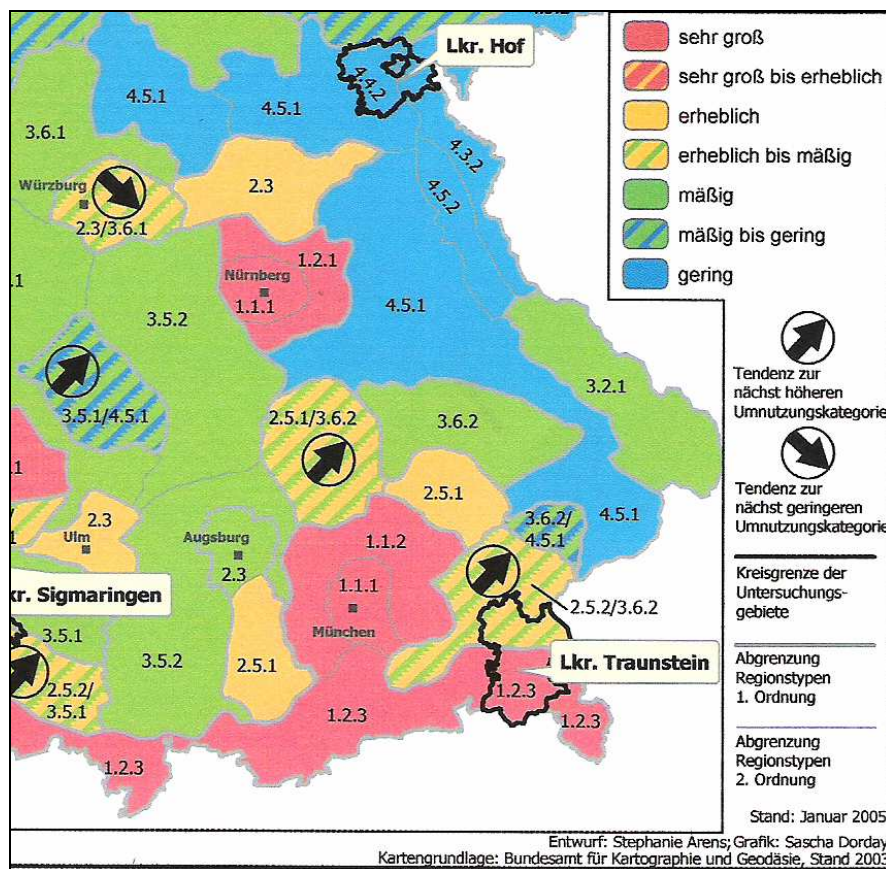 Lkr. Hof
4.4.2
4.5.1
4.5.1
3.6.1
4.3.2
4.5.2
Würzburg
2.3
2.3/3.6.1
1.2.1
Nürnberg
1.1.1
.1
3.5.2
4.5.1
3.2.1
3.5.1/4.5.1
2.5.1/3.6.2
3.6.2
.1
2.5.1
4.5.1
2.3
3.6.2/
4.5.1
Ulm
Augsburg
2.3
1.1.2
1.1.1
München
2.5.2/3.6.2
kr. Sigmaringen
3.5.1
3.5.2
2.5.1
Lkr. Traunstein
2.5.2/
3.5.1
1.2.3
1.2.3
1.2.3
1.2.3
sehr groß
sehr groß bis erheblich
erheblich
erheblich bis mäßig
mäßig
mäßig bis gering
gering
Tendenz zur
nächst höheren
Umnutzungskategorie
Tendenz zur
nächst geringeren
Umnutzungskategorie
Kreisgrenze der
Untersuchungs-
gebiete
Abgrenzung
Regionstypen
1. Ordnung
Abgrenzung
Regionstypen
2. Ordnung
Stand: Januar 2005
Entwurf: Stephanie Arens; Grafik: Sascha Dorday
Kartengrundlage: Bundesamt für Kartographie und Geodäsie, Stand 2003